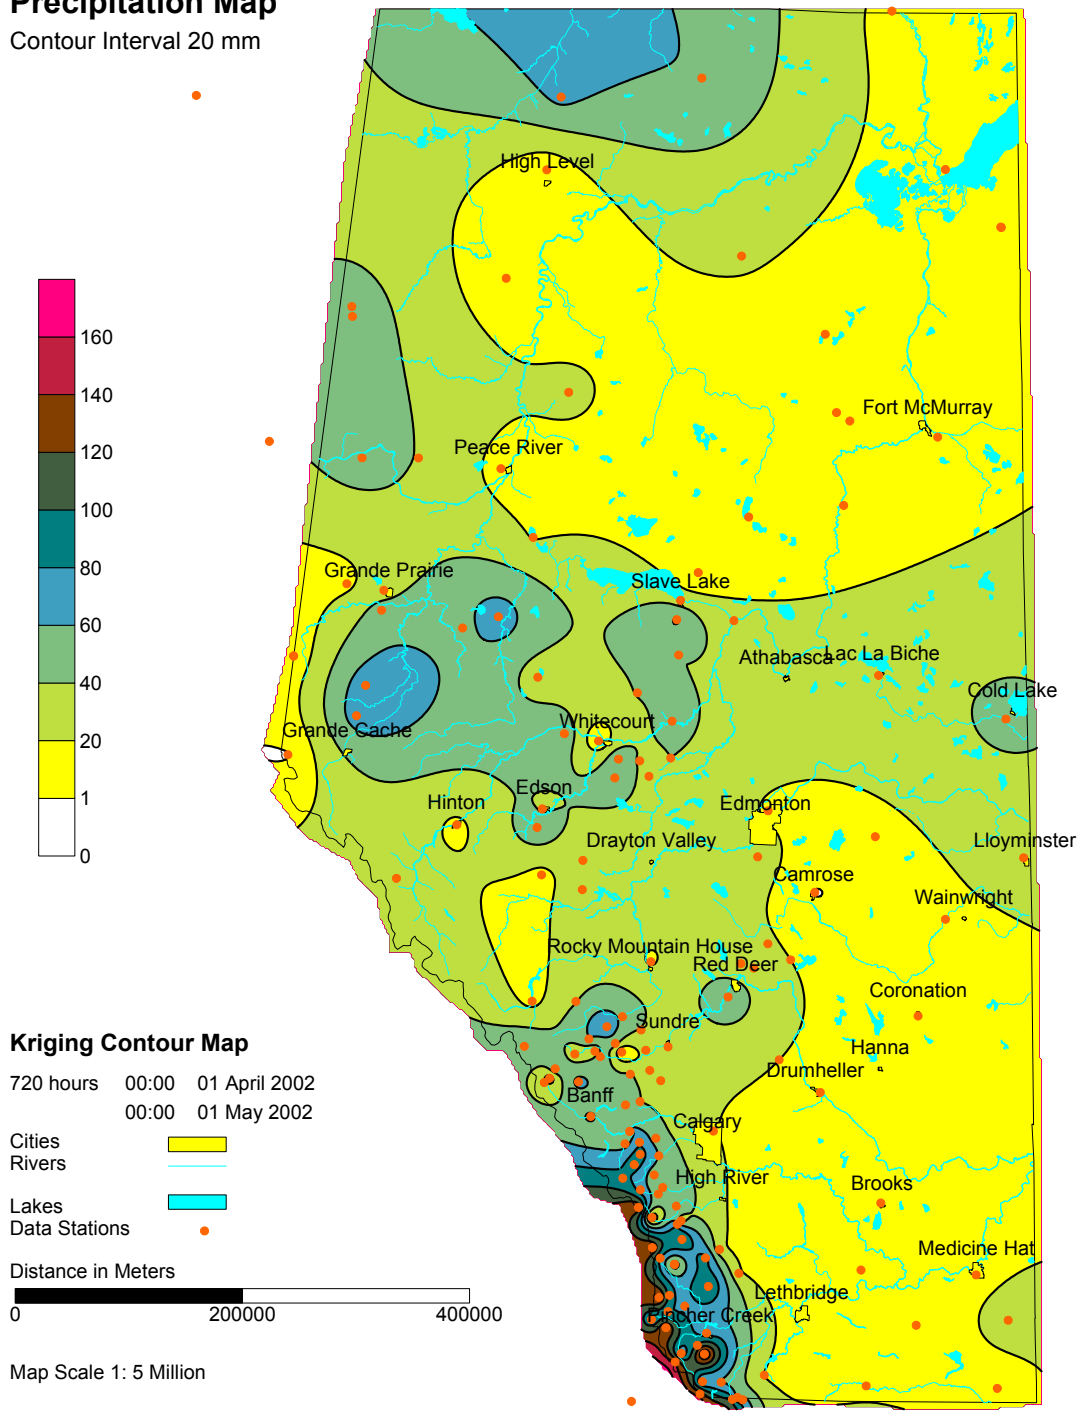 Precipitation Map
Contour Interval 20 mm
High Level
160
140
120
100
80
60
40
20
1
0
Fort McMurray
Peace River
Grande Prairie
Slave Lake
Athabasca
Lac La Biche
Cold Lake
Grande Cache
Whitecourt
Hinton
Edson
Edmonton
Drayton Valley
Lloyminster
Camrose
Wainwright
Rocky Mountain House
Red Deer
Coronation
Sundre
Hanna
Drumheller
Banff
Calgary
High River
Brooks
Medicine Hat
Lethbridge
Pincher Creek
Kriging Contour Map
720 hours 00:00 01 April 2002
00:00 01 May 2002
Cities
Rivers
Lakes
Data Stations
Distance in Meters
0 200000 400000
Map Scale 1: 5 Million